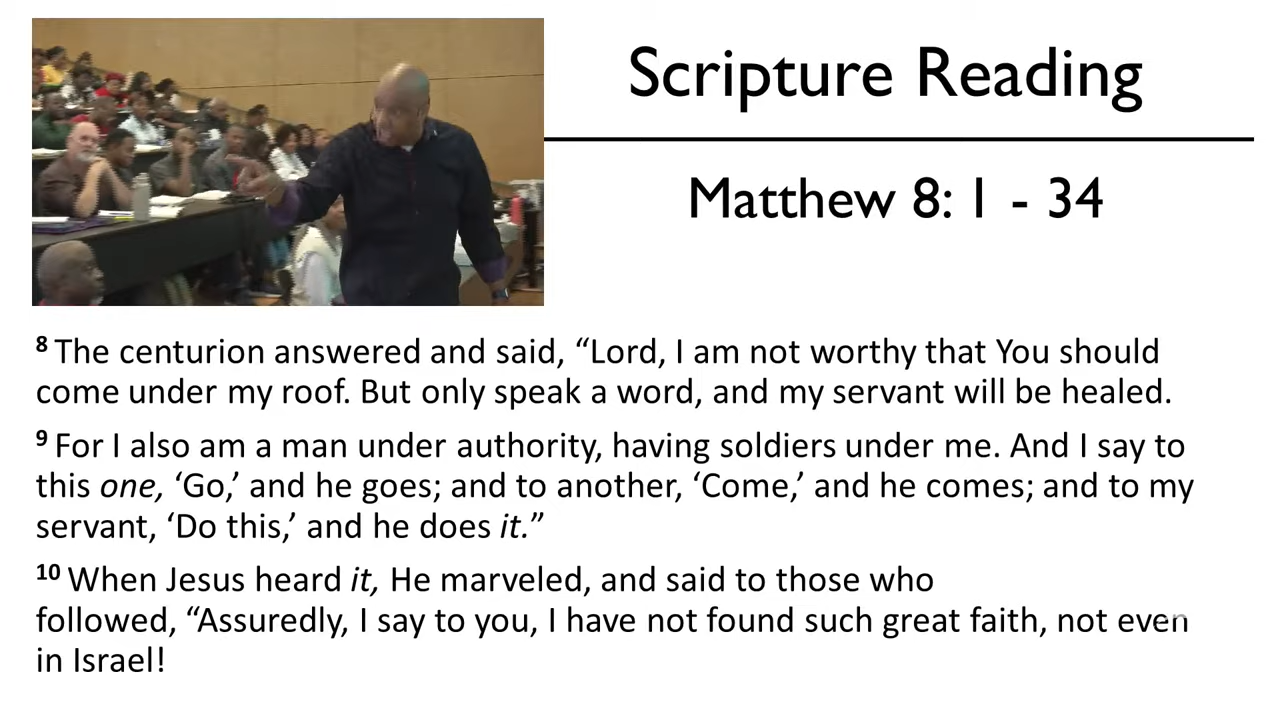 Scripture Reading
Matthew 8: 1 - 34
8 The centurion answered and said, “Lord, I am not worthy that You should
come under my roof. But only speak a word, and my servant will be healed.
9 For I also am a man under authority, having soldiers under me. And I say to
this one, ‘Go,’ and he goes; and to another, ‘Come,’ and he comes; and to my
servant, ‘Do this,’ and he does it.”
10 When Jesus heard it, He marveled, and said to those who
followed, “Assuredly, I say to you, I have not found such great faith, not even
in Israel!